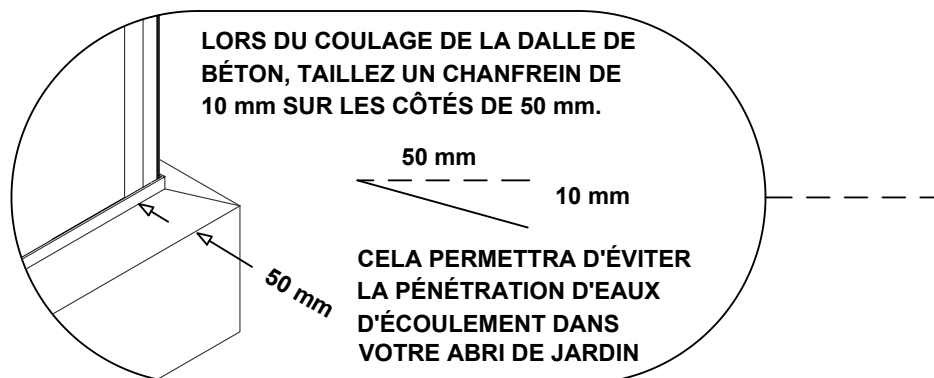 LORS DU COULAGE DE LA DALLE DE
BÉTON, TAILLEZ UN CHANFREIN DE
10 mm SUR LES CÔTÉS DE 50 mm.
50 mm
10 mm
50 mm
CELA PERMETTRA D'ÉVITER
LA PÉNÉTRATION D'EAUX
D'ÉCOULEMENT DANS
VOTRE ABRI DE JARDIN